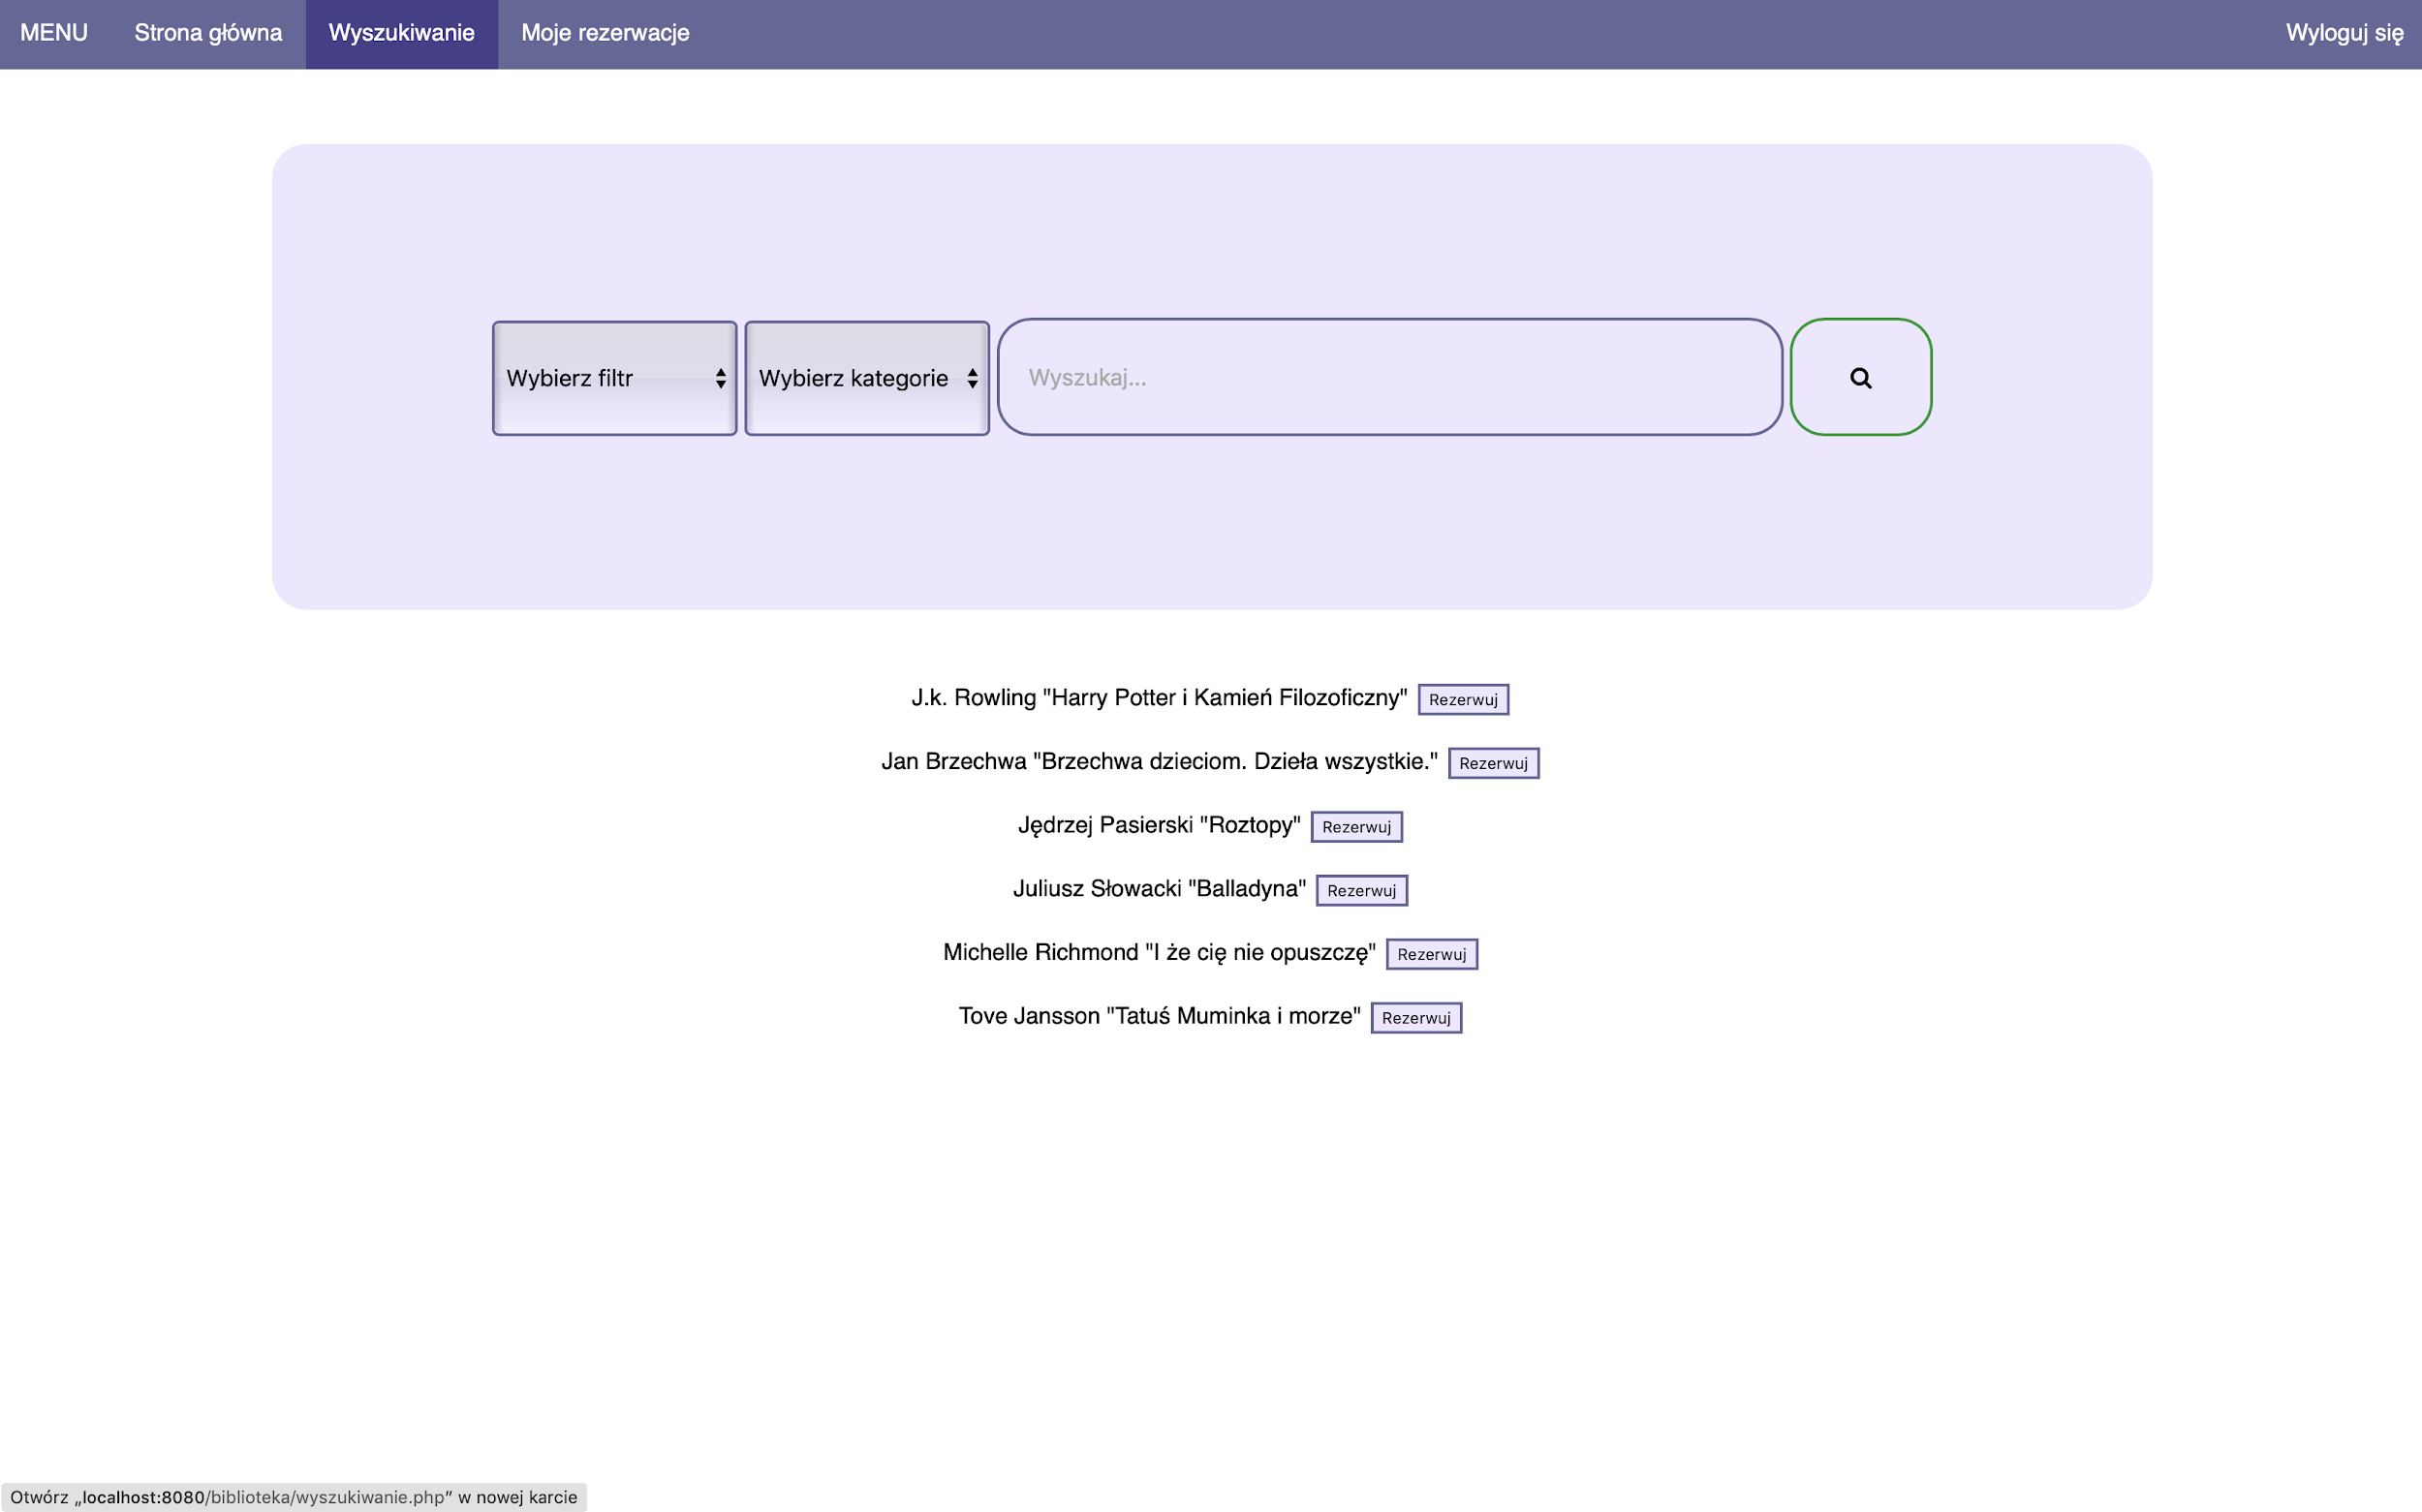 MENU Strona główna Wyszukiwanie Moje rezerwacje Wyloguj się
Wybierz filtr Wybierz kategorie Wyszukaj...
J.k. Rowling "Harry Potter i Kamień Filozoficzny" Rezerwuj
Jan Brzechwa "Brzechwa dzieciom. Dzieła wszystkie." Rezerwuj
Jędrzej Pasierski "Roztopy" Rezerwuj
Juliusz Słowacki "Balladyna" Rezerwuj
Michelle Richmond "I że cię nie opuszczę" Rezerwuj
Tove Jansson "Tatuś Muminka i morze" Rezerwuj
Otwórz „localhost:8080/biblioteka/wyszukiwanie.php” w nowej karcie